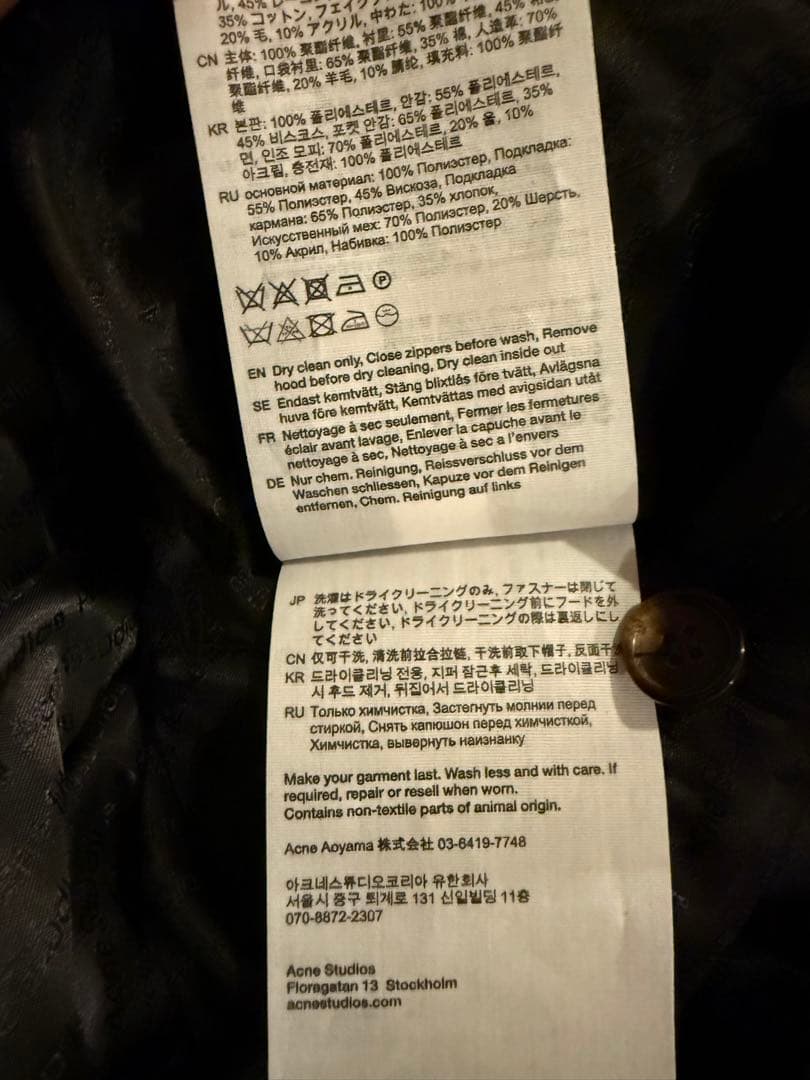 35% コットン, フェイク
20% 毛, 10% アクリル, 中わた: 100%
CN 主体: 100% 聚酯纤维, 衬里: 55% 聚酯纤维, 45%
纤维, 口袋衬里: 65% 聚酯纤维, 35% 棉, 人造革: 70%
聚酯纤维, 20% 羊毛, 10% 腈纶, 填充料: 100% 聚酯纤
维
KR 본판: 100% 폴리에스테르, 안감: 55% 폴리에스테르,
45% 비스코스, 포켓 안감: 65% 폴리에스테르, 35%
면, 인조 모피: 70% 폴리에스테르, 20% 울, 10%
아크릴, 충전재: 100% 폴리에스테르
RU основной материал: 100% Полиэстер, Подкладка:
55% Полиэстер, 45% Вискоза, Подкладка
кармана: 65% Полиэстер, 35% хлопок,
Искусственный мех: 70% Полиэстер, 20% Шерсть,
10% Акрил, Набивка: 100% Полиэстер
P
EN Dry clean only, Close zippers before wash, Remove
hood before dry cleaning, Dry clean inside out
SE Endast kemtvätt, Stäng blixtlås före tvätt, Avlägsna
huva före kemtvätt, Kemtvättas med avigsidan utåt
FR Nettoyage à sec seulement, Fermer les fermetures
éclair avant lavage, Enlever la capuche avant le
nettoyage à sec, Nettoyage à sec a l'envers
DE Nur chem. Reinigung, Reissverschluss vor dem
Waschen schliessen, Kapuze vor dem Reinigen
entfernen, Chem. Reinigung auf links
JP 洗濯はドライクリーニングのみ, ファスナーは閉じて
洗ってください, ドライクリーニング前にフードを外
してください, ドライクリーニングの際は裏返しにし
てください
CN 仅可干洗, 清洗前拉合拉链, 干洗前取下帽子, 反面干
KR 드라이클리닝 전용, 지퍼 잠근후 세탁, 드라이클리닝
시 후드 제거, 뒤집어서 드라이클리닝
RU Только химчистка, Застегнуть молнии перед
стиркой, Снять капюшон перед химчисткой,
Химчистка, вывернуть наизнанку
Make your garment last. Wash less and with care. If
required, repair or resell when worn.
Contains non-textile parts of animal origin.
Acne Aoyama 株式会社 03-6419-7748
아크네스튜디오코리아 유한회사
서울시 중구 퇴계로 131 신일빌딩 11층
070-8872-2307
Acne Studios
Floragatan 13 Stockholm
acnestudios.com